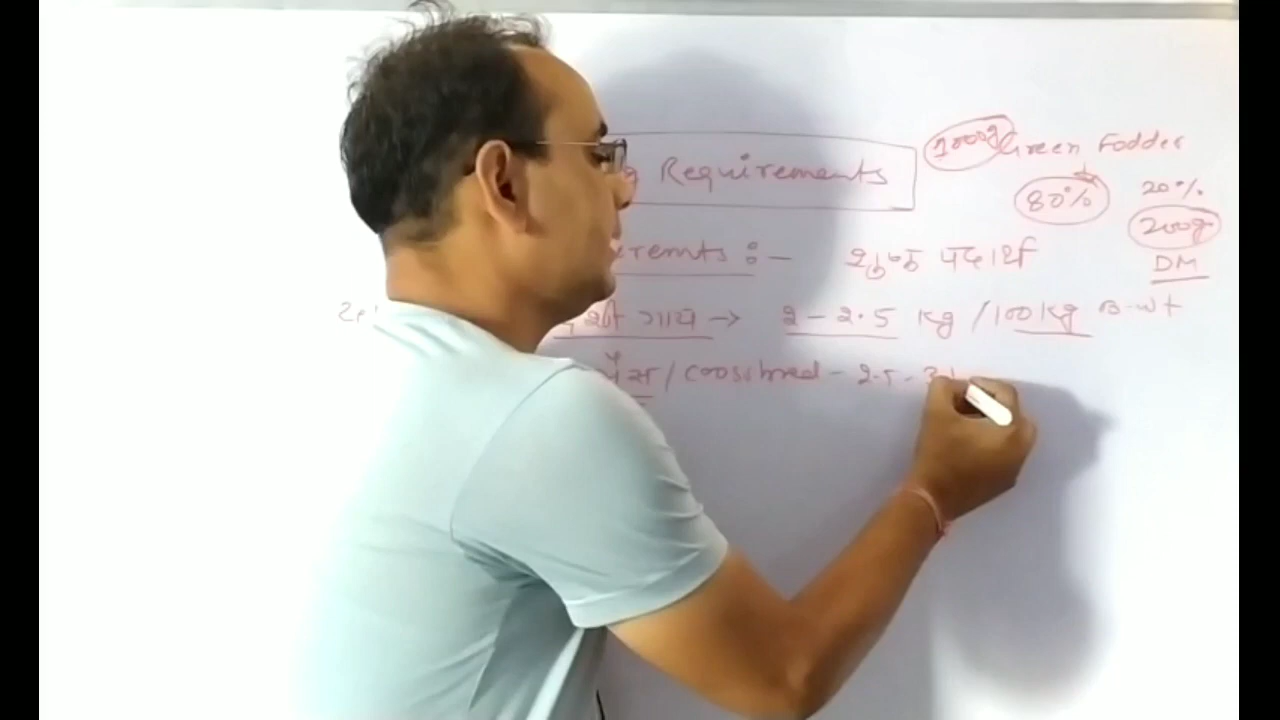 Requirements
1000g Green Fodder
80% 20%
200g
DM
:- शुष्क पदार्थ
गाय → 2 - 2.5 kg / 100 kg B.wt
/ crossbred - 2.5 - 3